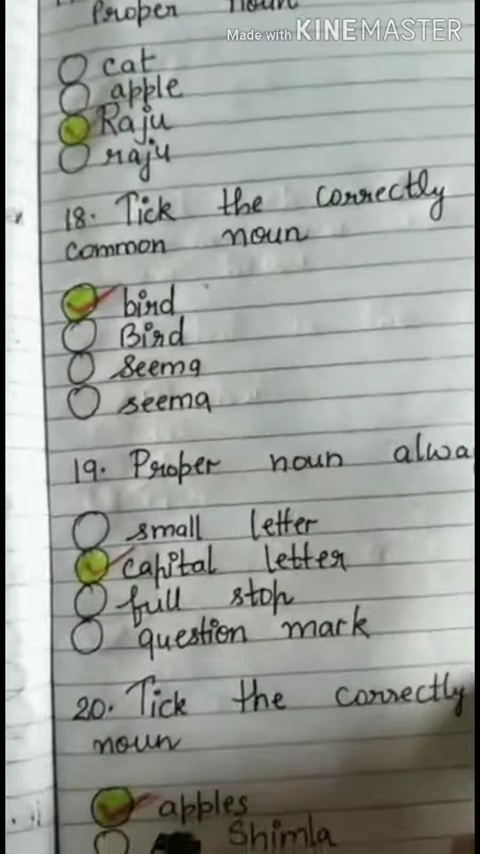 Proper noun
Made with KINEMASTER
cat
apple
Raju
raju
18. Tick the correctly
common noun
bird
Bird
Seema
seema
19. Proper noun alwa
small letter
capital letter
full stop
question mark
20. Tick the correctly
noun
apples
Shimla